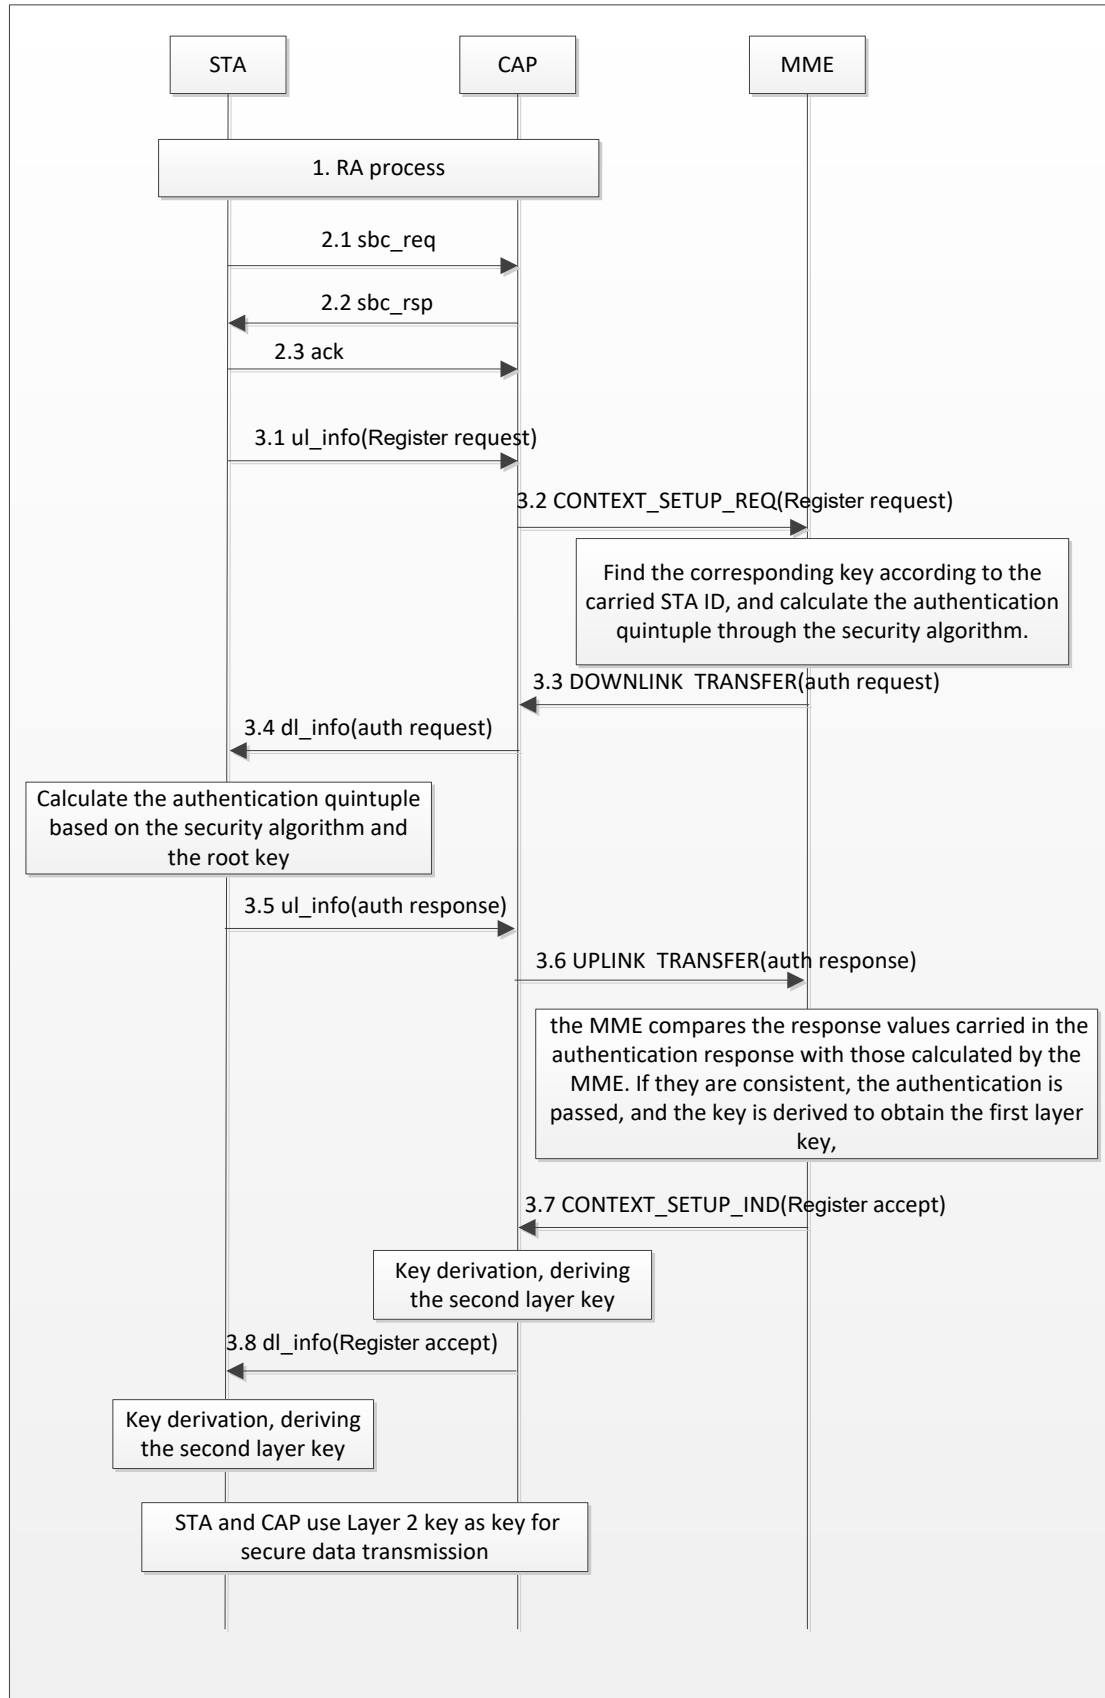 STA
CAP
MME
1. RA process
2.1 sbc_req
2.2 sbc_rsp
2.3 ack
3.1 ul_info(Register request)
3.2 CONTEXT_SETUP_REQ(Register request)
Find the corresponding key according to the
carried STA ID, and calculate the authentication
quintuple through the security algorithm.
3.3 DOWNLINK TRANSFER(auth request)
3.4 dl_info(auth request)
Calculate the authentication quintuple
based on the security algorithm and
the root key
3.5 ul_info(auth response)
3.6 UPLINK TRANSFER(auth response)
the MME compares the response values carried in the
authentication response with those calculated by the
MME. If they are consistent, the authentication is
passed, and the key is derived to obtain the first layer
key,
3.7 CONTEXT_SETUP_IND(Register accept)
Key derivation, deriving
the second layer key
3.8 dl_info(Register accept)
Key derivation, deriving
the second layer key
STA and CAP use Layer 2 key as key for
secure data transmission